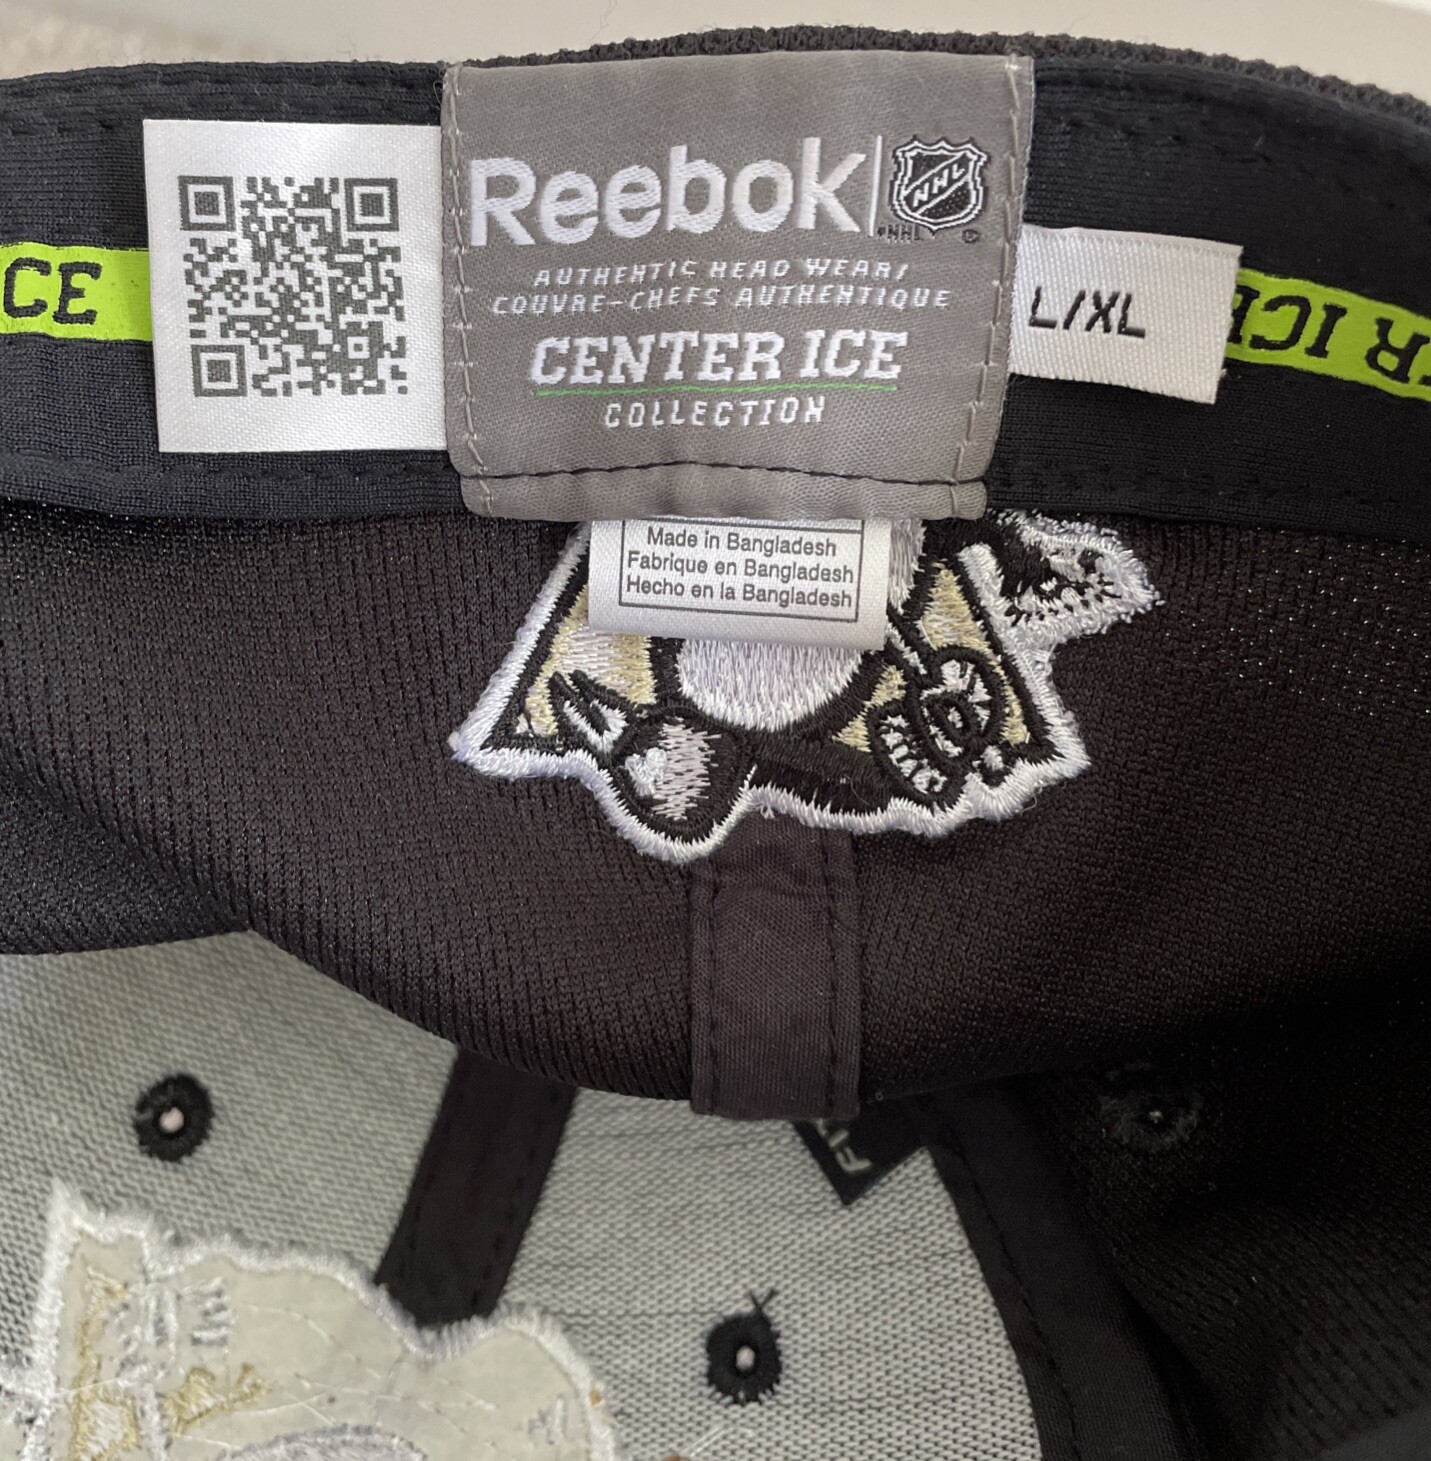 CE
Reebok
NHL
NHL
AUTHENTIC HEAD WEAR/
COUVRE-CHEFS AUTHENTIQUE
CENTER ICE
COLLECTION
L/XL
R ICE
Made in Bangladesh
Fabrique en Bangladesh
Hecho en la Bangladesh